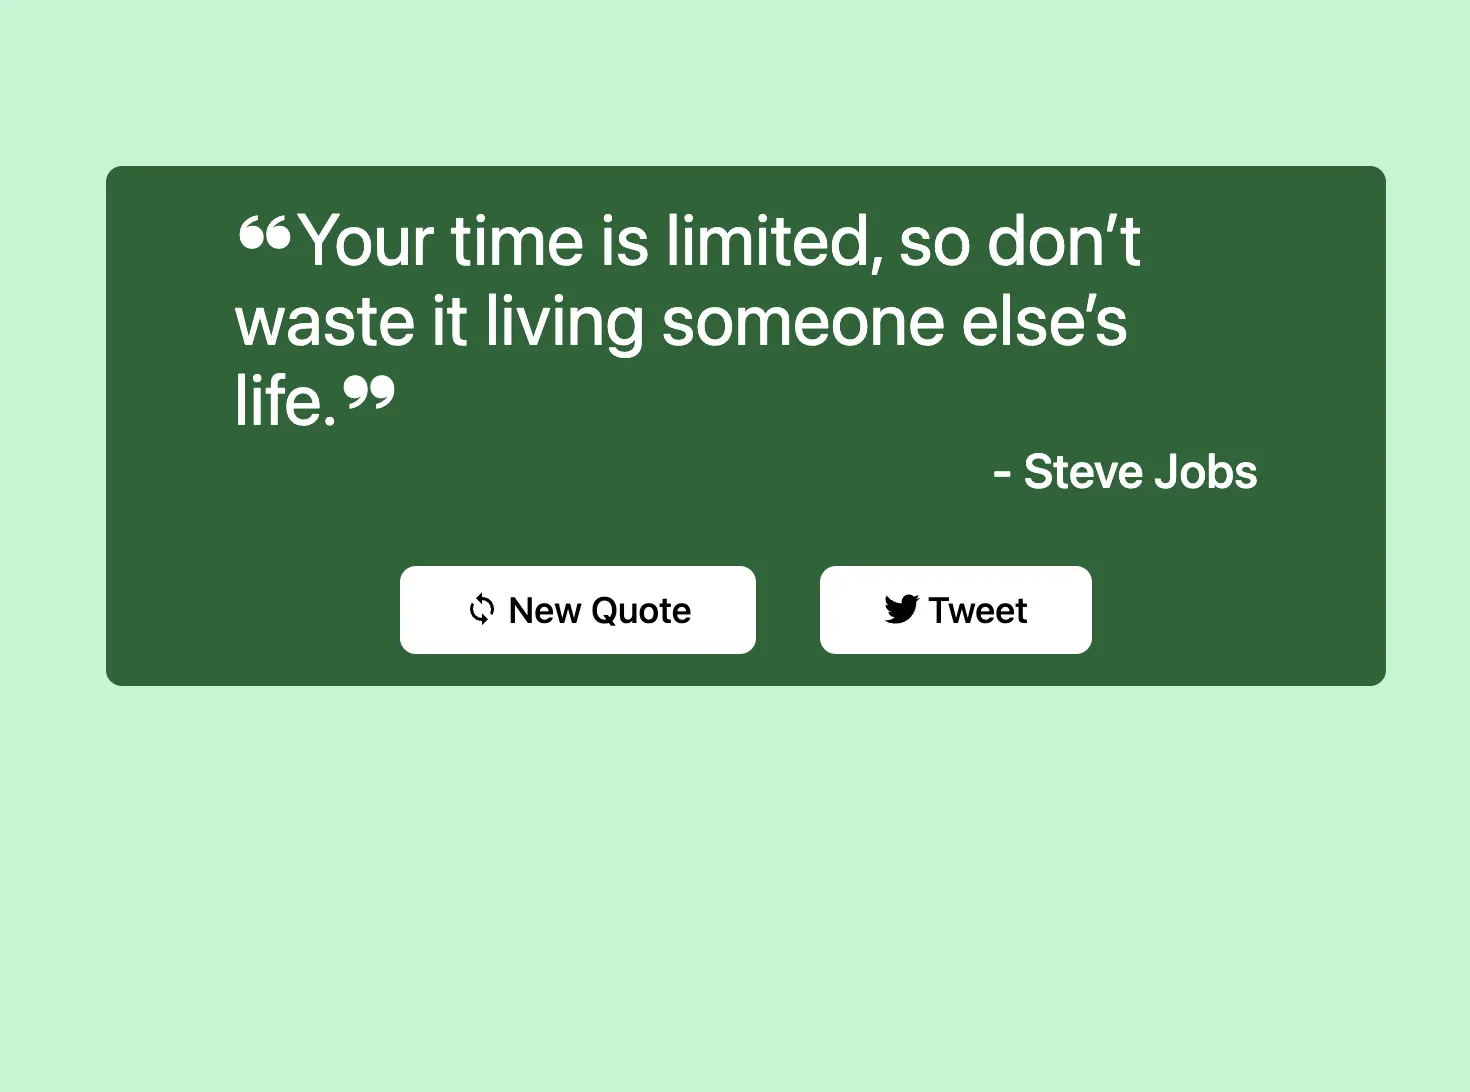 ❝Your time is limited, so don’t
waste it living someone else’s
life.❞
- Steve Jobs
New Quote
Tweet